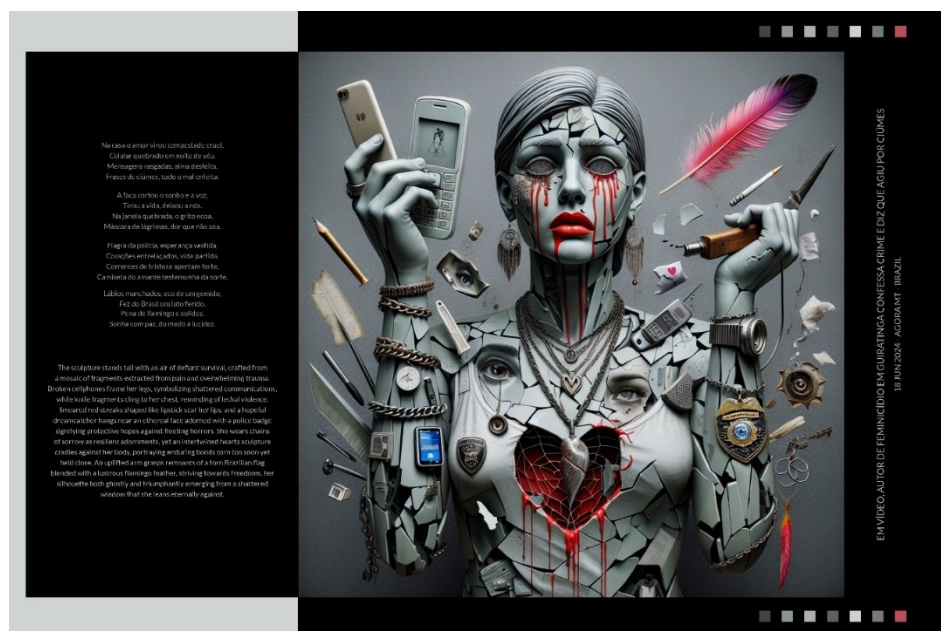 Na casa o amor virou tempestade cruel,
Celular quebrado em noite de véu.
Mensagens rasgadas, alma desfeita,
Frases de ciúmes, todo o mal enfeita.
A faca cortou o sonho e a voz,
Tirou a vida, deixou a nós.
Na janela quebrada, o grito ecoa,
Máscara de lágrimas, dor que não soa.
Flagra da polícia, esperança vestida,
Corações entrelaçados, vida partida.
Correntes de tristeza apertam forte,
Camiseta do amante testemunha da sorte.
Lábios manchados, eco de um gemido,
Fez do Brasil um luto ferido.
Pena de flamingo e solidez,
Sonha com paz, do medo à lucidez.
The sculpture stands tall with an air of defiant survival, crafted from
a mosaic of fragments extracted from pain and overwhelming trauma.
Broken cellphones frame her legs, symbolizing shattered communications,
while knife fragments cling to her chest, reminding of lethal violence.
Smeared red streaks shaped like lipstick scar her lips, and a hopeful
dreamcatcher hangs near an ethereal lace adorned with a police badge
signifying protective hopes against fleeting horrors. She wears chains
of sorrow as resilient adornments, yet an intertwined hearts sculpture
cradles against her body, portraying enduring bonds torn too soon yet
held close. An uplifted arm grasps remnants of a torn Brazilian flag
blended with a lustrous flamingo feather, striving towards freedoms, her
silhouette both ghostly and triumphantly emerging from a shattered
window that she leans eternally against.
EM VÍDEO, AUTOR DE FEMINICÍDIO EM GUIRATINGA CONFESSA CRIME E DIZ QUE AGIU POR CIÚMES
18 JUN 2024 AGORA MT BRAZIL